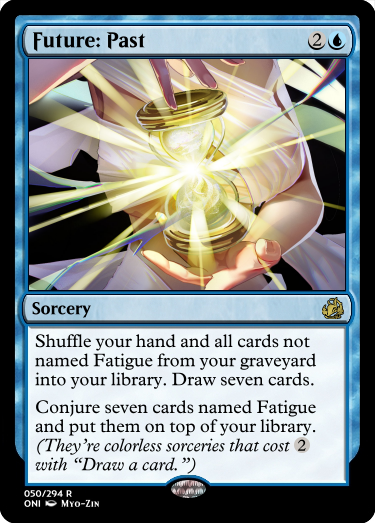 Future: Past
2
Sorcery
Shuffle your hand and all cards not
named Fatigue from your graveyard
into your library. Draw seven cards.
Conjure seven cards named Fatigue
and put them on top of your library.
(They’re colorless sorceries that cost 2
with “Draw a card.”)
050/294 R
ONI Myo-Zin